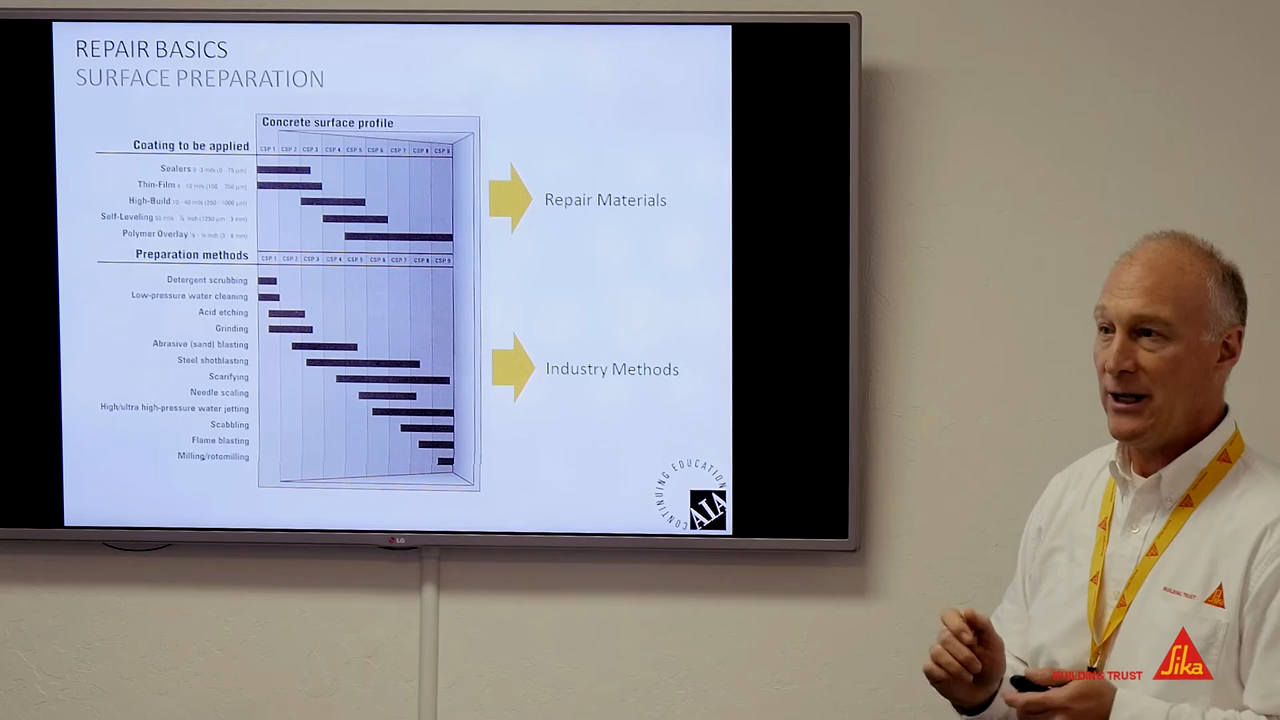 REPAIR BASICS
SURFACE PREPARATION
Concrete surface profile
Coating to be applied
CSP 1 CSP 2 CSP 3 CSP 4 CSP 5 CSP 6 CSP 7 CSP 8 CSP 9
Sealers
Thin-Film
High-Build
Self-Leveling
Polymer Overlay
Preparation methods
CSP 1 CSP 2 CSP 3 CSP 4 CSP 5 CSP 6 CSP 7 CSP 8 CSP 9
Detergent scrubbing
Low-pressure water cleaning
Acid etching
Grinding
Abrasive (sand) blasting
Steel shotblasting
Scarifying
Needle scaling
High/ultra high-pressure water jetting
Scabbling
Flame blasting
Milling/rotomilling
Repair Materials
Industry Methods
CONTINUING EDUCATION
AIA
LG
BUILDING TRUST
Sika
BUILDING TRUST
Sika